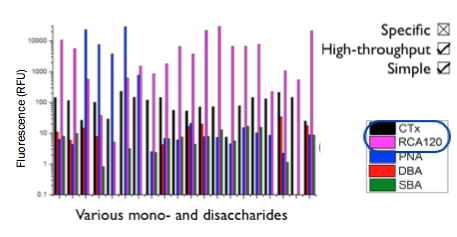 Specific ☒
High-throughput ☑
Simple ☑
Fluorescence (RFU)
10000
1000
100
10
1
0.1
Various mono- and disaccharides
CTx
RCA120
PNA
DBA
SBA